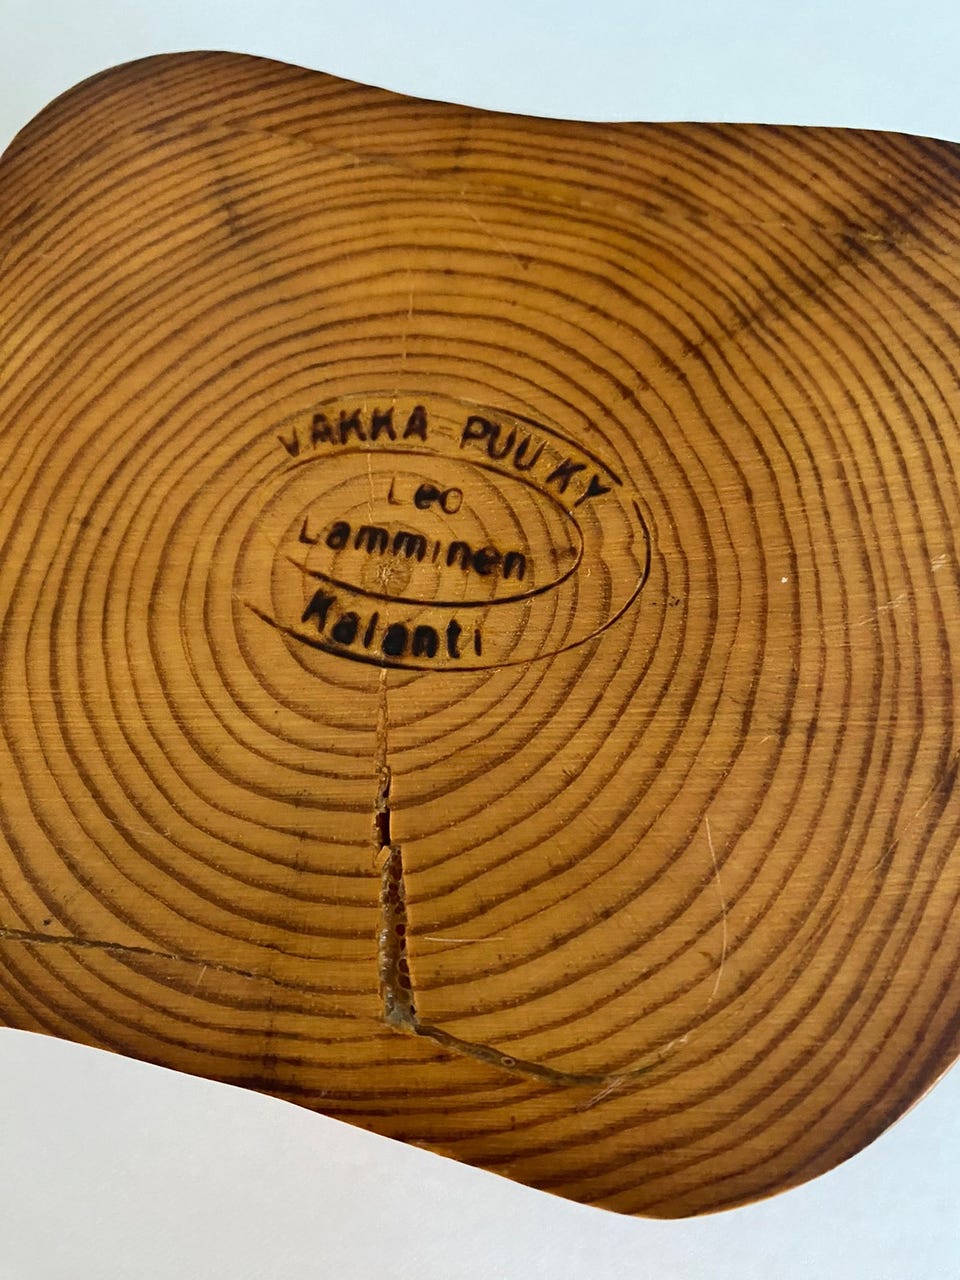 VAKKA-PUU KY
Leo
Lamminen
Kalanti